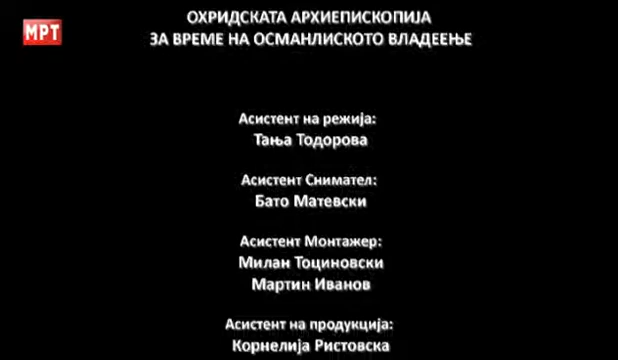 МРТ
ОХРИДСКАТА АРХИЕПИСКОПИЈА
ЗА ВРЕМЕ НА ОСМАНЛИСКОТО ВЛАДЕЕЊЕ
Асистент на режија:
Тања Тодорова
Асистент Снимател:
Бато Матевски
Асистент Монтажер:
Милан Тоциновски
Мартин Иванов
Асистент на продукција:
Корнелија Ристовска